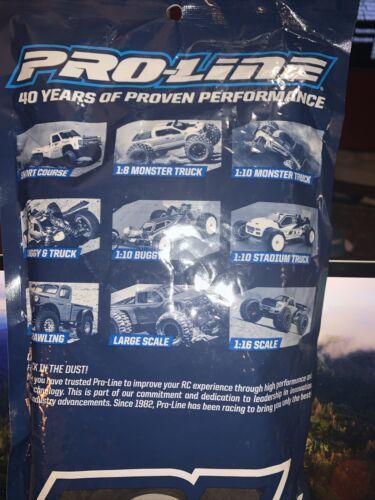 PRO-LINE
40 YEARS OF PROVEN PERFORMANCE
SHORT COURSE
1:8 MONSTER TRUCK
1:10 MONSTER TRUCK
& TRUCK
1:10 BUGGY
1:10 STADIUM TRUCK
LARGE SCALE
1:16 SCALE
IN THE DUST!
you have trusted Pro-Line to improve your RC experience through high performance and
This is part of our commitment and dedication to leadership in innovation
industry advancements. Since 1982, Pro-Line has been racing to bring you only the best!